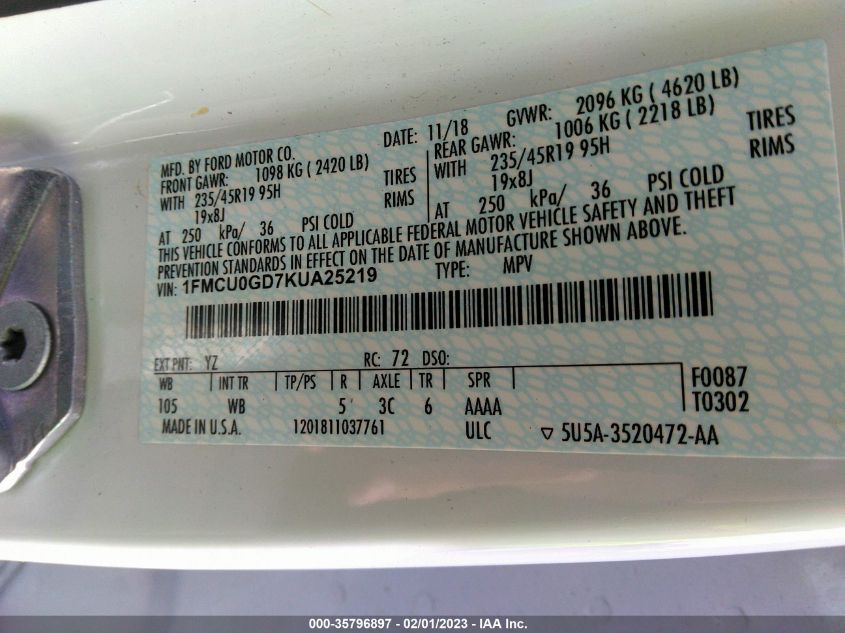 MFD. BY FORD MOTOR CO. DATE: 11/18 GVWR: 2096 KG ( 4620 LB)
FRONT GAWR: 1098 KG ( 2420 LB) REAR GAWR: 1006 KG ( 2218 LB)
WITH 235/45R19 95H TIRES WITH 235/45R19 95H TIRES
19x8J RIMS 19x8J RIMS
AT 250 kPa/ 36 PSI COLD AT 250 kPa/ 36 PSI COLD
THIS VEHICLE CONFORMS TO ALL APPLICABLE FEDERAL MOTOR VEHICLE SAFETY AND THEFT
PREVENTION STANDARDS IN EFFECT ON THE DATE OF MANUFACTURE SHOWN ABOVE.
VIN: 1FMCU0GD7KUA25219 TYPE: MPV
EXT PNT: YZ RC: 72 DSO:
WB INT TR TP/PS R AXLE TR SPR F0087
105 WB 5 3C 6 AAAA T0302
MADE IN U.S.A. 1201811037761 ULC ▽ 5U5A-3520472-AA
000-35796897 - 02/01/2023 - IAA Inc.